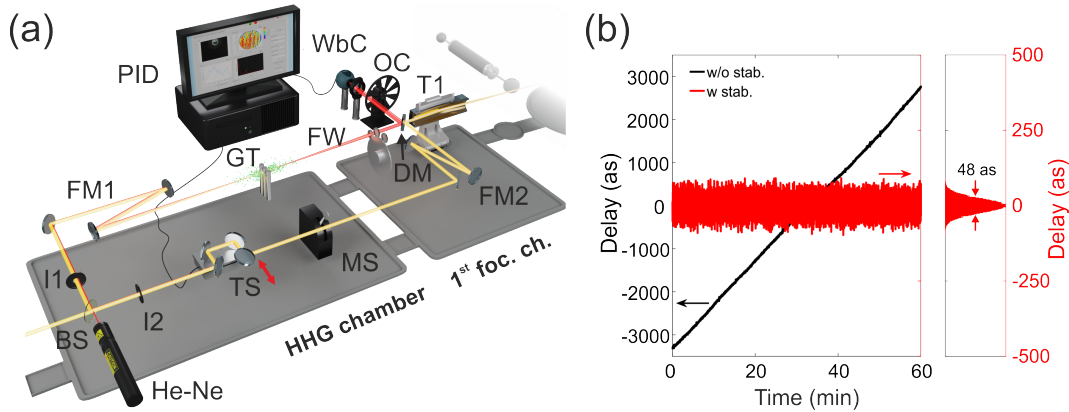 (a)
PID
WbC
OC
T1
FW
GT
DM
FM1
FM2
I1
TS
MS
I2
BS
He-Ne
HHG chamber
1st foc. ch.
(b)
w/o stab.
w stab.
Delay (as)
3000
2000
1000
0
-1000
-2000
-3000
0
20
40
60
Time (min)
48 as
500
250
0
-250
-500
Delay (as)